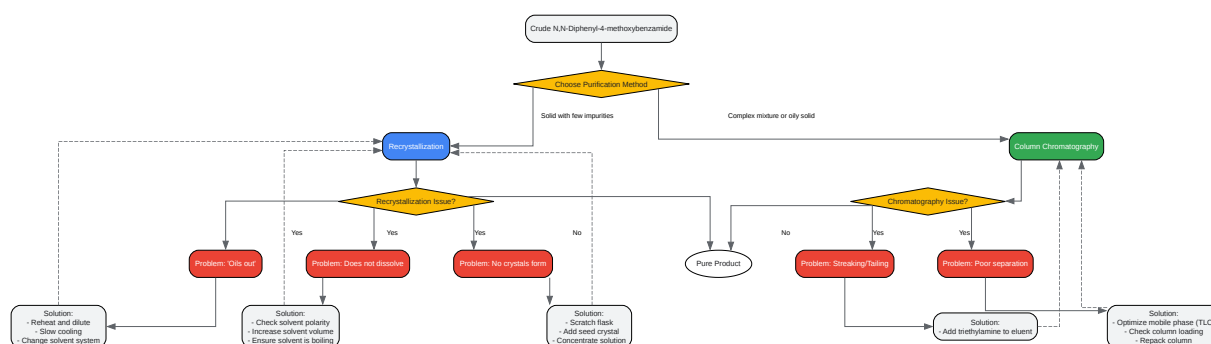 Crude N,N-Diphenyl-4-methoxybenzamide
Choose Purification Method
Solid with few impurities
Complex mixture or oily solid
Recrystallization
Column Chromatography
Recrystallization Issue?
Chromatography Issue?
Yes
Yes
Yes
No
No
Yes
Yes
Problem: 'Oils out'
Problem: Does not dissolve
Problem: No crystals form
Pure Product
Problem: Streaking/Tailing
Problem: Poor separation
Solution:
- Reheat and dilute
- Slow cooling
- Change solvent system
Solution:
- Check solvent polarity
- Increase solvent volume
- Ensure solvent is boiling
Solution:
- Scratch flask
- Add seed crystal
- Concentrate solution
Solution:
- Add triethylamine to eluent
Solution:
- Optimize mobile phase (TLC
- Check column loading
- Repack column